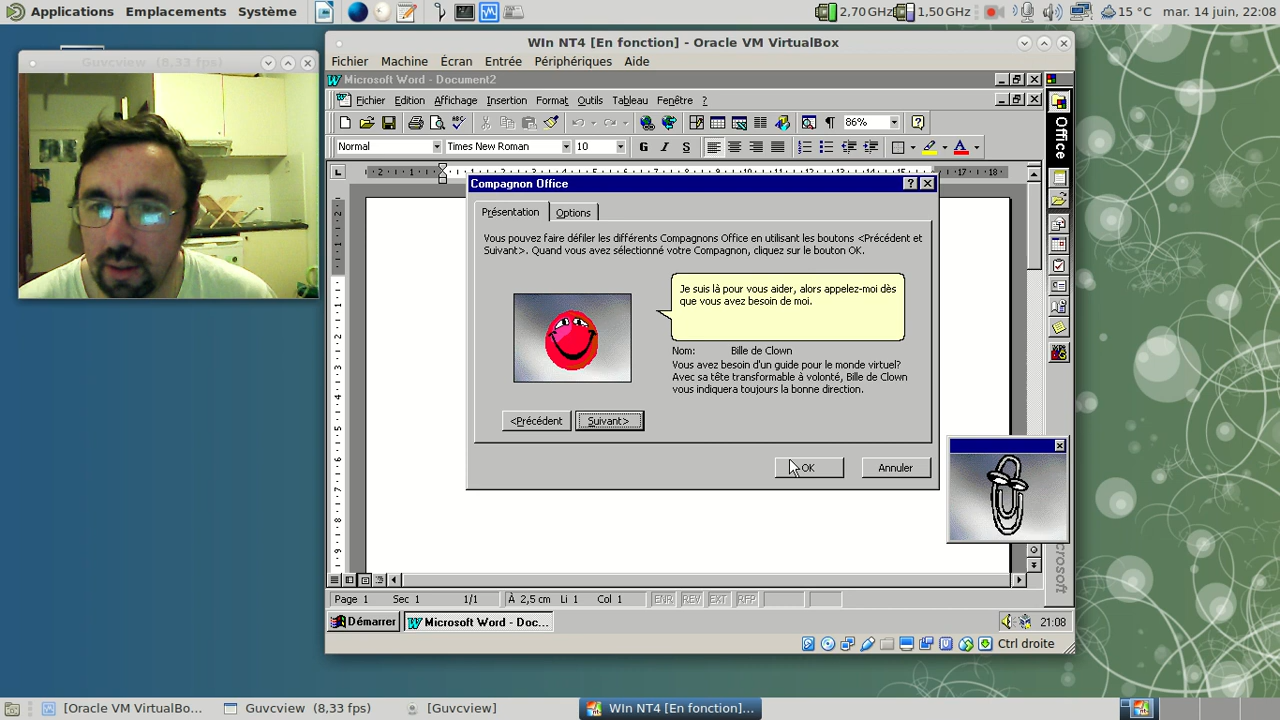 Applications Emplacements Système
2,70 GHz 1,50 GHz 15 °C mar. 14 juin, 22:08
Guvcview (8,33 fps)
WIn NT4 [En fonction] - Oracle VM VirtualBox
Fichier Machine Écran Entrée Périphériques Aide
Microsoft Word - Document2
Fichier Edition Affichage Insertion Format Outils Tableau Fenêtre ?
86%
Normal Times New Roman 10 G I S
Office
Compagnon Office
Présentation Options
Vous pouvez faire défiler les différents Compagnons Office en utilisant les boutons <Précédent et
Suivant>. Quand vous avez sélectionné votre Compagnon, cliquez sur le bouton OK.
Je suis là pour vous aider, alors appelez-moi dès
que vous avez besoin de moi.
Nom: Bille de Clown
Vous avez besoin d'un guide pour le monde virtuel?
Avec sa tête transformable à volonté, Bille de Clown
vous indiquera toujours la bonne direction.
<Précédent Suivant>
OK Annuler
Page 1 Sec 1 1/1 À 2,5 cm Li 1 Col 1 ENR REV EXT RFP
Démarrer Microsoft Word - Doc... 21:08
Ctrl droite
[Oracle VM VirtualBo... Guvcview (8,33 fps) [Guvcview] WIn NT4 [En fonction]...